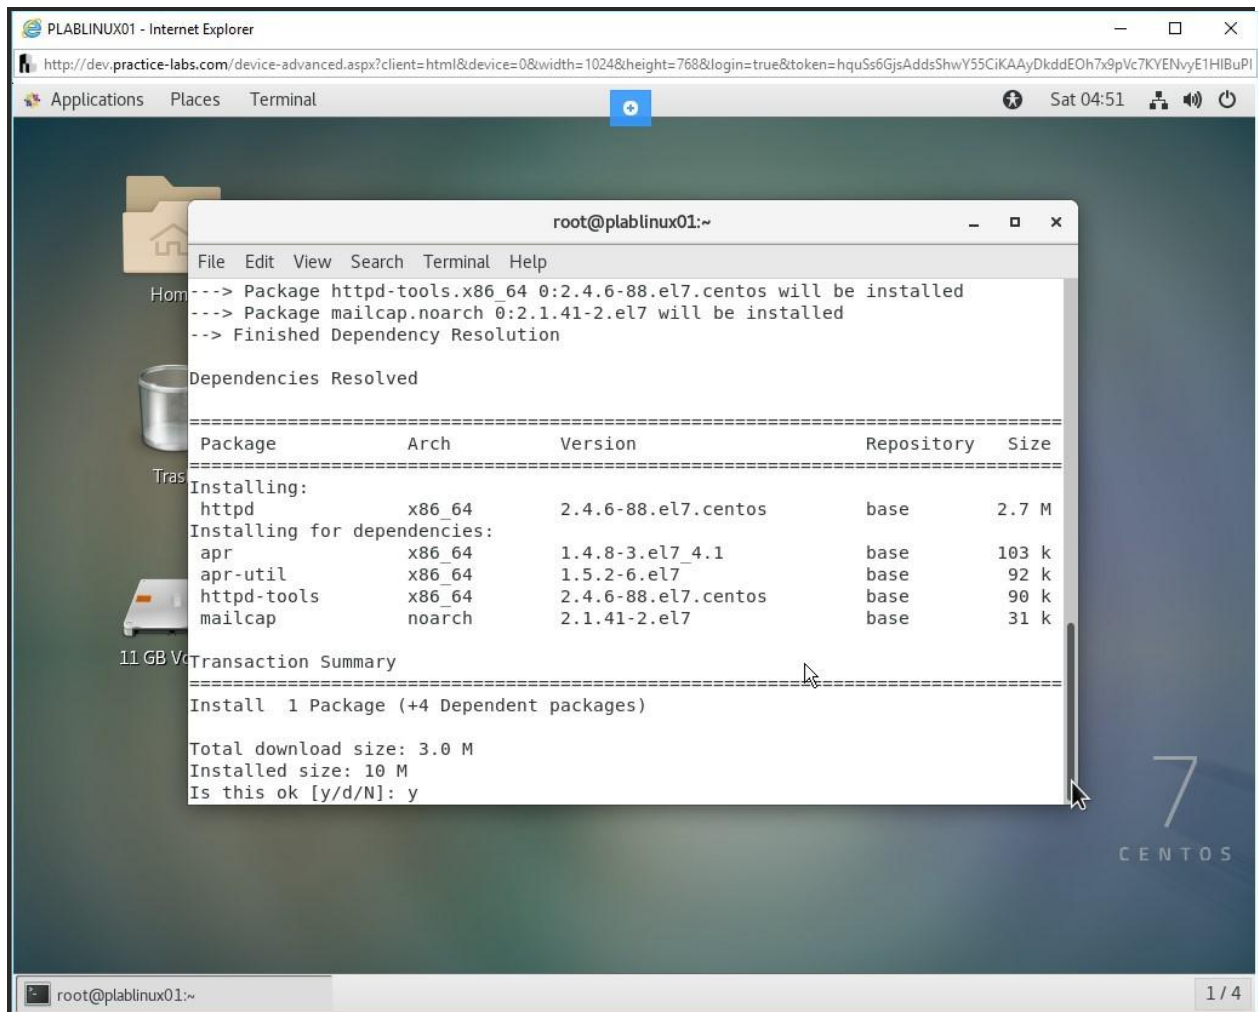 PLABLINUX01 - Internet Explorer
http://dev.practice-labs.com/device-advanced.aspx?client=html&device=0&width=1024&height=768&login=true&token=hquSs6GjsAddsShwY55CiKAAyDkddEOh7x9pVc7KYENvyE1HIBuPl
Applications Places Terminal Sat 04:51
root@plablinux01:~
File Edit View Search Terminal Help
Hom
---> Package httpd-tools.x86_64 0:2.4.6-88.el7.centos will be installed
---> Package mailcap.noarch 0:2.1.41-2.el7 will be installed
--> Finished Dependency Resolution
Dependencies Resolved
================================================================================
Package Arch Version Repository Size
================================================================================
Tras
Installing:
httpd x86_64 2.4.6-88.el7.centos base 2.7 M
Installing for dependencies:
apr x86_64 1.4.8-3.el7_4.1 base 103 k
apr-util x86_64 1.5.2-6.el7 base 92 k
httpd-tools x86_64 2.4.6-88.el7.centos base 90 k
mailcap noarch 2.1.41-2.el7 base 31 k
11 GB Vo
Transaction Summary
================================================================================
Install 1 Package (+4 Dependent packages)
Total download size: 3.0 M
Installed size: 10 M
Is this ok [y/d/N]: y
7
CENTOS
root@plablinux01:~
1 / 4